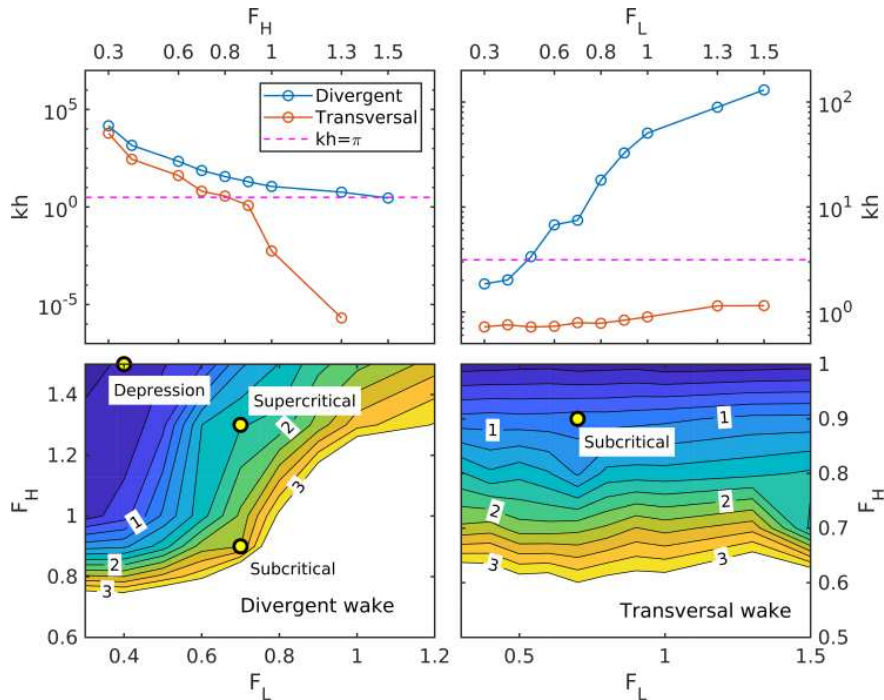 F_H
F_L
0.3 0.6 0.8 1 1.3 1.5
0.3 0.6 0.8 1 1.3 1.5
Divergent
Transversal
kh=π
10^5
10^0
10^-5
kh
10^2
10^1
10^0
kh
1.4
1.2
1
0.8
0.6
F_H
Depression
Supercritical
2
1
2
3
3
Subcritical
Divergent wake
0.4 0.6 0.8 1 1.2
F_L
1
0.9
0.8
0.7
0.6
0.5
F_H
1
1
Subcritical
2
2
3
3
Transversal wake
0.5 1 1.5
F_L